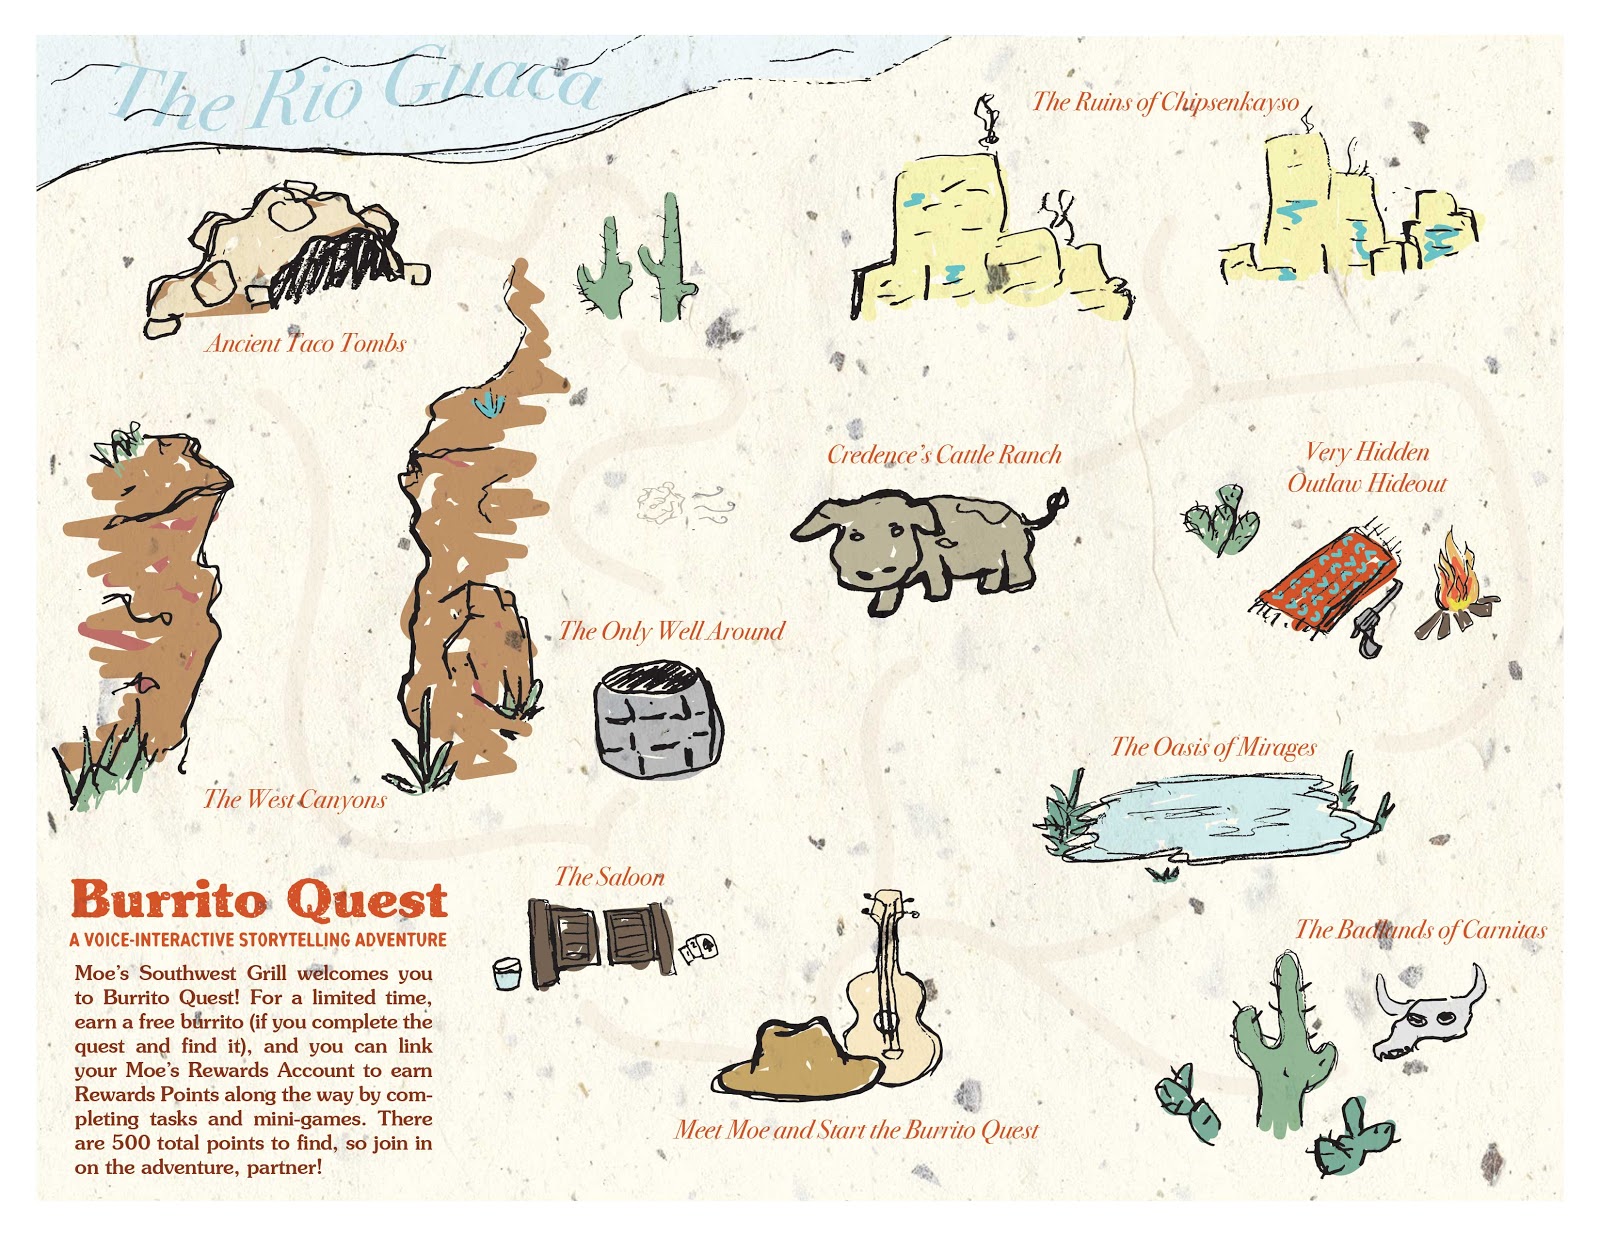 The Rio Guaca
The Ruins of Chipsenkayso
Ancient Taco Tombs
Credence's Cattle Ranch
Very Hidden
Outlaw Hideout
The Only Well Around
The Oasis of Mirages
The West Canyons
The Saloon
2
The Badlands of Carnitas
Meet Moe and Start the Burrito Quest
Burrito Quest
A VOICE-INTERACTIVE STORYTELLING ADVENTURE
Moe's Southwest Grill welcomes you
to Burrito Quest! For a limited time,
earn a free burrito (if you complete the
quest and find it), and you can link
your Moe's Rewards Account to earn
Rewards Points along the way by com-
pleting tasks and mini-games. There
are 500 total points to find, so join in
on the adventure, partner!